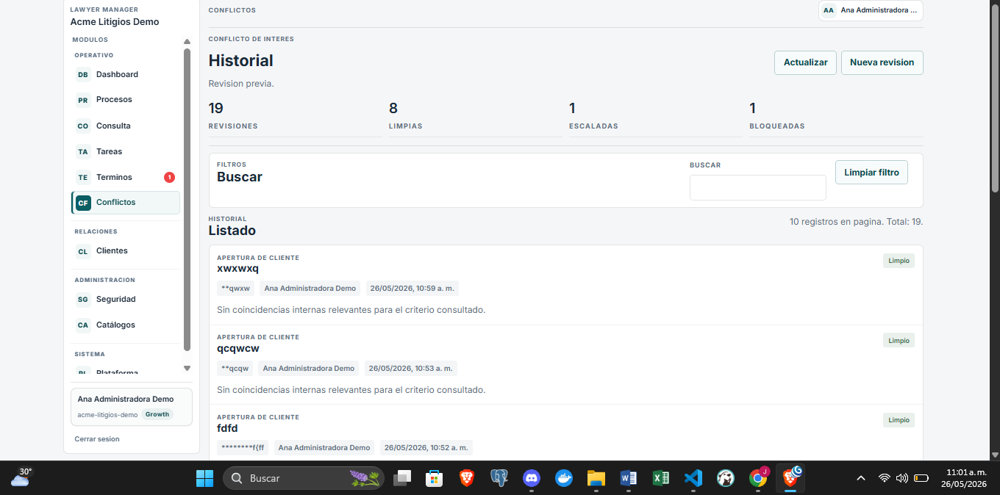 LAWYER MANAGER
Acme Litigios Demo
MODULOS
OPERATIVO
DB Dashboard
PR Procesos
CO Consulta
TA Tareas
TE Terminos 1
CF Conflictos
RELACIONES
CL Clientes
ADMINISTRACION
SG Seguridad
CA Catálogos
SISTEMA
PL Plataforma
Ana Administradora Demo
acme-litigios-demo Growth
Cerrar sesion
CONFLICTOS
AA Ana Administradora ...
CONFLICTO DE INTERES
Historial
Actualizar Nueva revision
Revision previa.
19 8 1 1
REVISIONES LIMPIAS ESCALADAS BLOQUEADAS
FILTROS
Buscar
BUSCAR
Limpiar filtro
HISTORIAL
Listado
10 registros en pagina. Total: 19.
APERTURA DE CLIENTE
xwxwxq
Limpio
**qwxw Ana Administradora Demo 26/05/2026, 10:59 a. m.
Sin coincidencias internas relevantes para el criterio consultado.
APERTURA DE CLIENTE
qcqwcw
Limpio
**qcqw Ana Administradora Demo 26/05/2026, 10:53 a. m.
Sin coincidencias internas relevantes para el criterio consultado.
APERTURA DE CLIENTE
fdfd
Limpio
********f{ff Ana Administradora Demo 26/05/2026, 10:52 a. m.
30°
Buscar
J
11:01 a. m.
26/05/2026